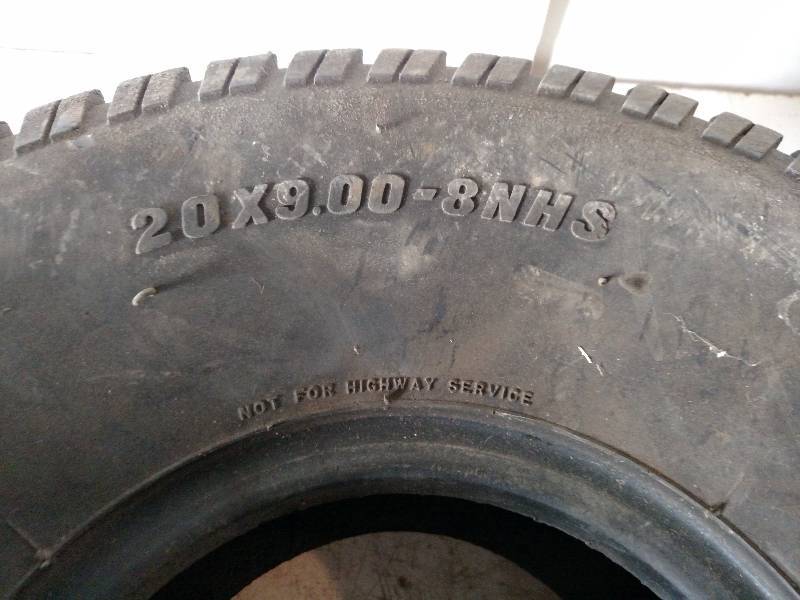 20X9.00-8NHS
NOT FOR HIGHWAY SERVICE